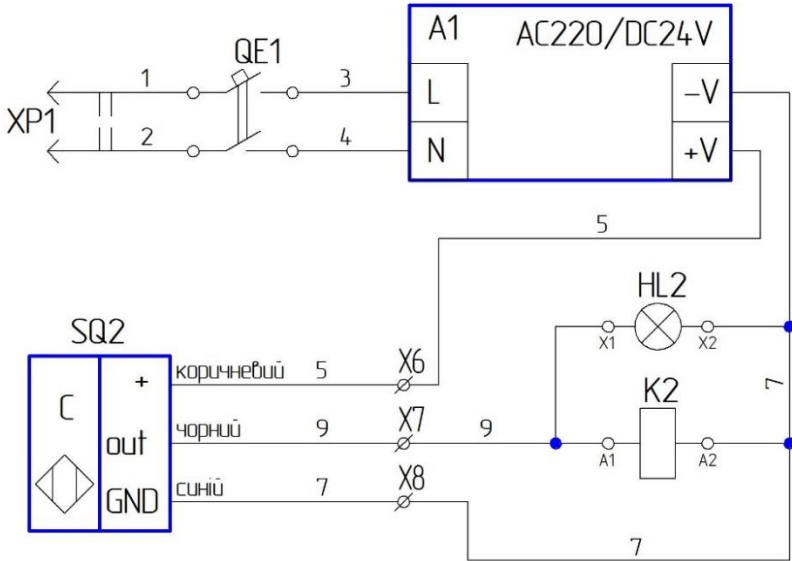 A1 AC220/DC24V
QE1
1 3 L -V
XP1
2 4 N +V
5
HL2
SQ2
X1 X2
+ коричневий 5 X6
7
C K2
out чорний 9 X7 9
A1 A2
GND синій 7 X8
7